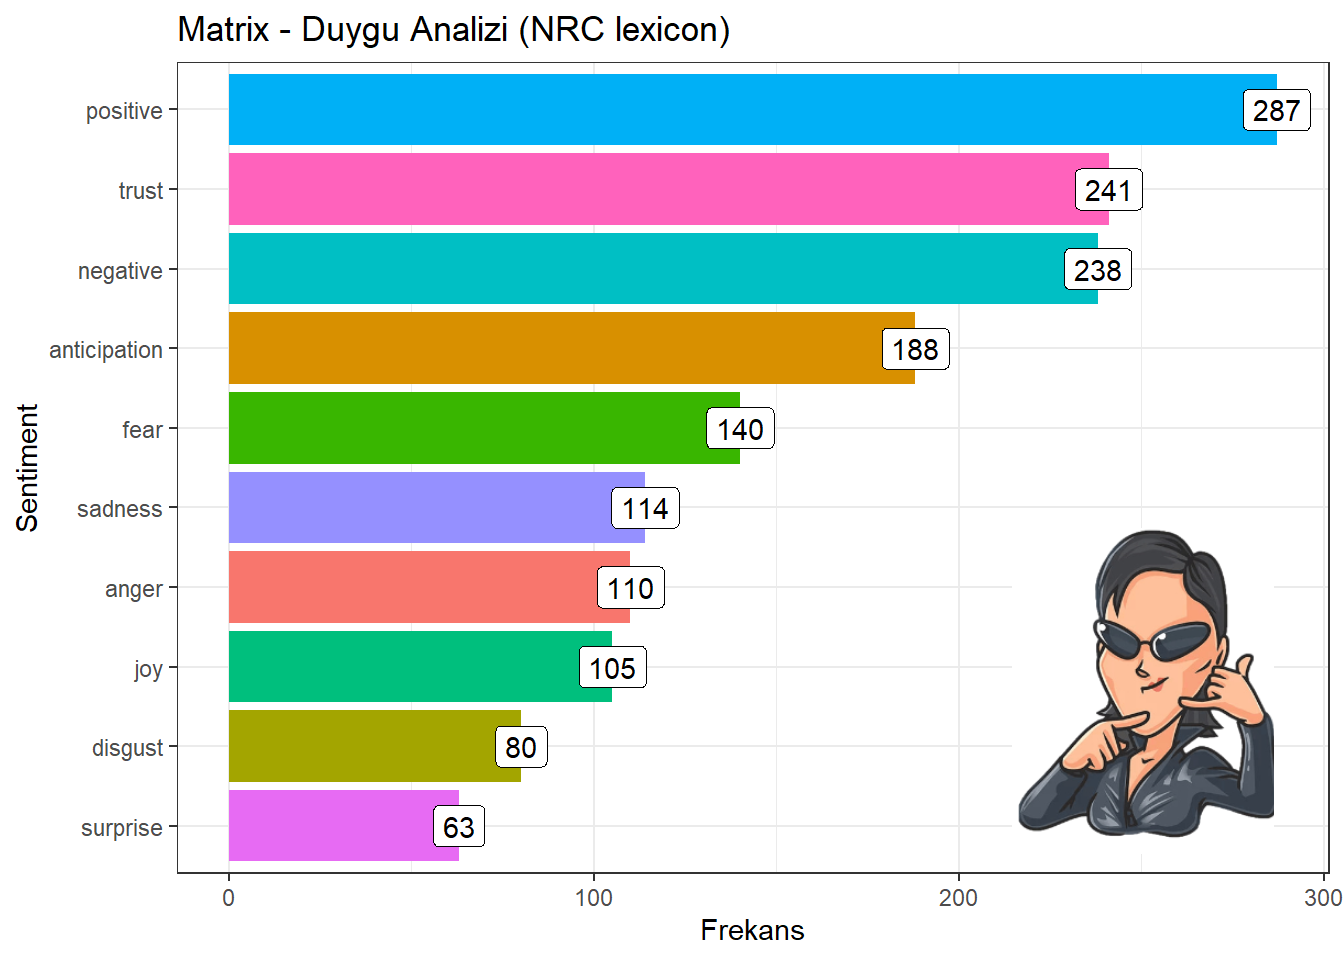 Matrix - Duygu Analizi (NRC lexicon)
Sentiment
positive 287
trust 241
negative 238
anticipation 188
fear 140
sadness 114
anger 110
joy 105
disgust 80
surprise 63
0 100 200 300
Frekans